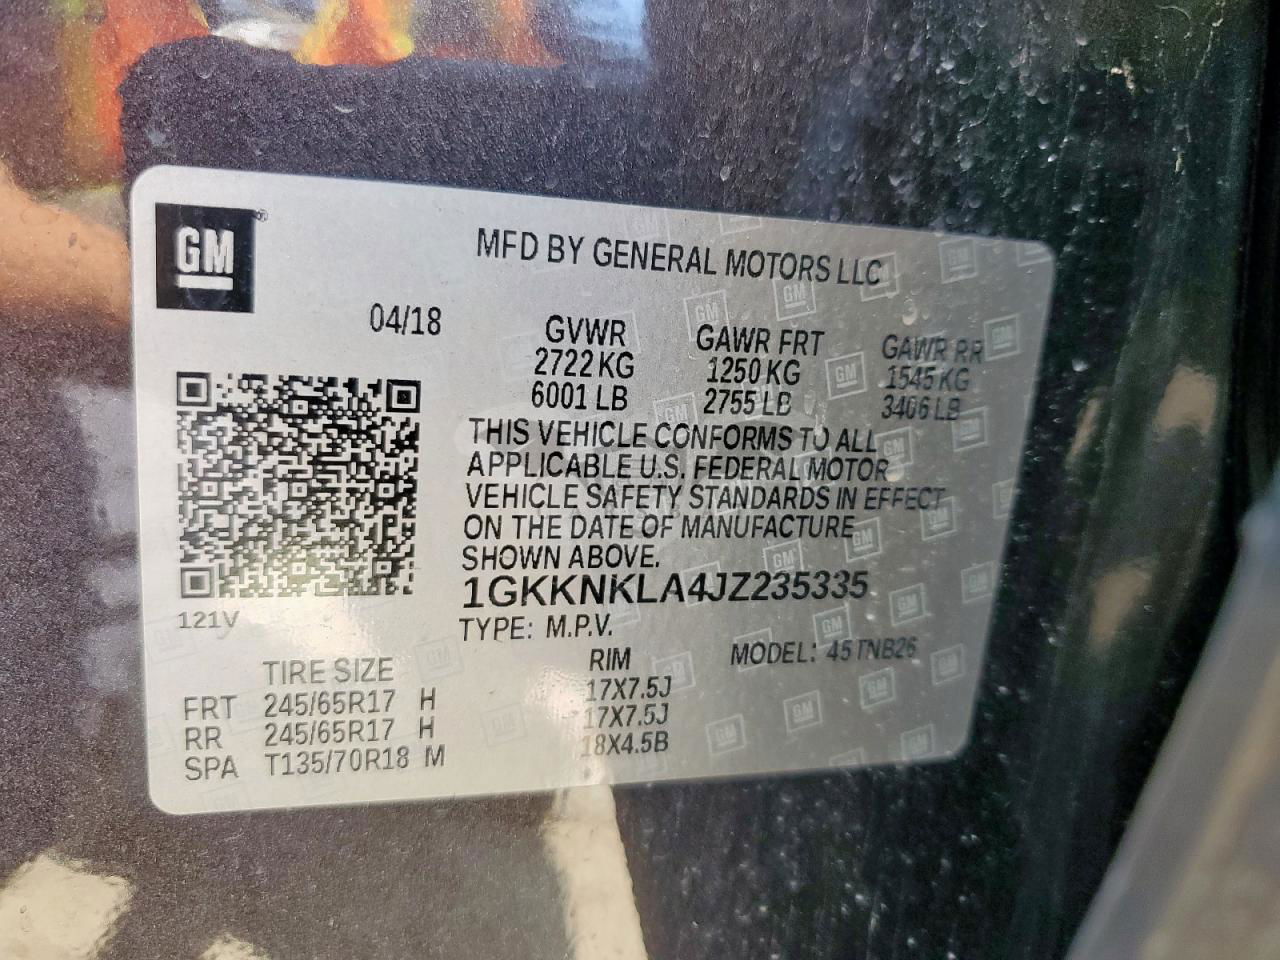 GM
MFD BY GENERAL MOTORS LLC
04/18
GVWR GAWR FRT GAWR RR
2722 KG 1250 KG 1545 KG
6001 LB 2755 LB 3406 LB
THIS VEHICLE CONFORMS TO ALL
APPLICABLE U.S. FEDERAL MOTOR
VEHICLE SAFETY STANDARDS IN EFFECT
ON THE DATE OF MANUFACTURE
SHOWN ABOVE.
1GKKNKLA4JZ235335
121V
TYPE: M.P.V. MODEL: 45 TNB26
TIRE SIZE RIM
FRT 245/65R17 H 17X7.5J
RR 245/65R17 H 17X7.5J
SPA T135/70R18 M 18X4.5B